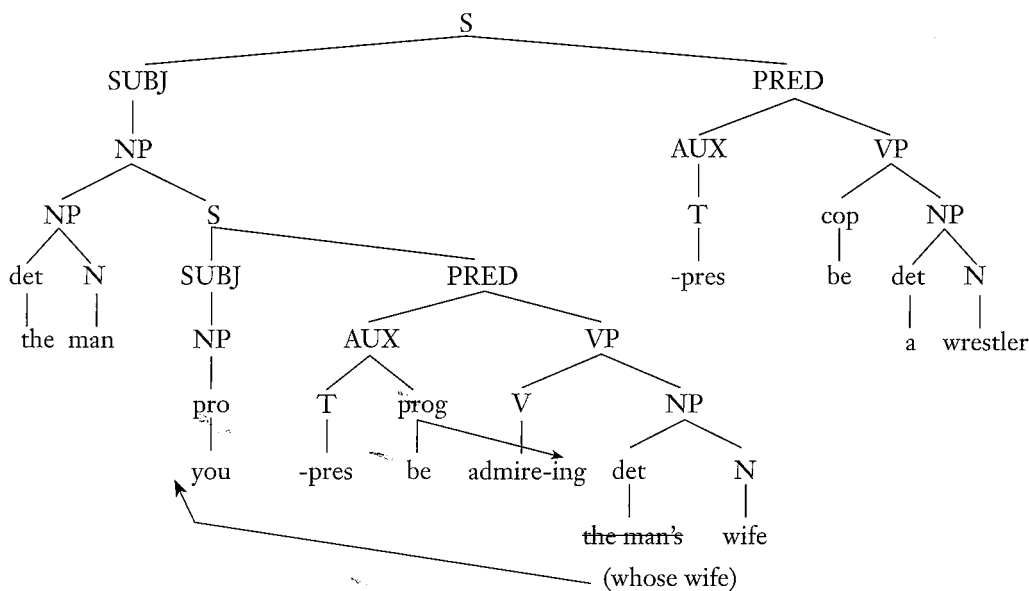 S
SUBJ PRED
NP AUX VP
NP S T cop NP
det N SUBJ PRED -pres be det N
the man NP AUX VP a wrestler
pro T prog V NP
you -pres be admire-ing det N
the man's wife
(whose wife)